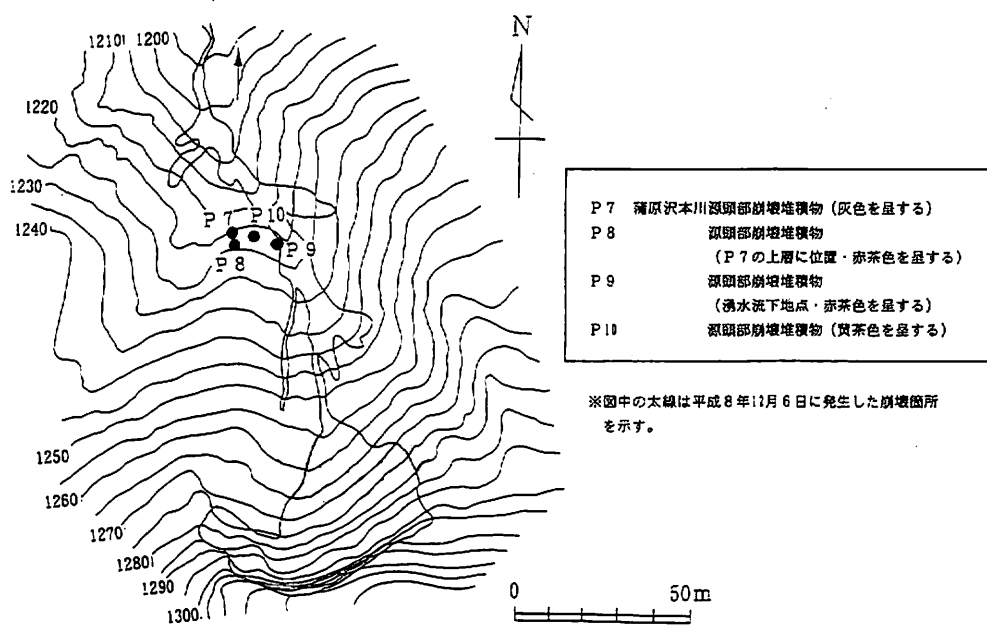 N
1210 1200
1220
1230
1240
P7 P10
P9
P8
1250
1260
1270
1280
1290
1300
0 50m
P7 蒲原沢本川源頭部崩壊堆積物(灰色を呈する)
P8 源頭部崩壊堆積物
(P7の上層に位置・赤茶色を呈する)
P9 源頭部崩壊堆積物
(湧水流下地点・赤茶色を呈する)
P10 源頭部崩壊堆積物(黄茶色を呈する)
※図中の太線は平成8年12月6日に発生した崩壊箇所
を示す。